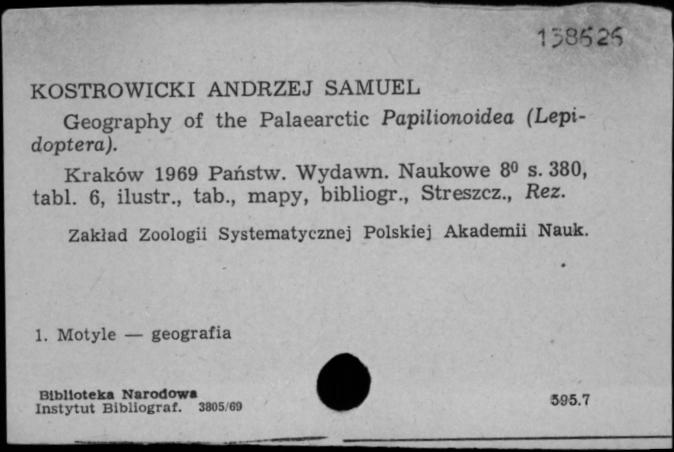 138626
KOSTROWICKI ANDRZEJ SAMUEL
Geography of the Palaearctic Papilionoidea (Lepi-
doptera).
Kraków 1969 Państw. Wydawn. Naukowe 8⁰ s. 380,
tabl. 6, ilustr., tab., mapy, bibliogr., Streszcz., Rez.
Zakład Zoologii Systematycznej Polskiej Akademii Nauk.
1. Motyle — geografia
Biblioteka Narodowa
Instytut Bibliograf. 3805/69
595.7